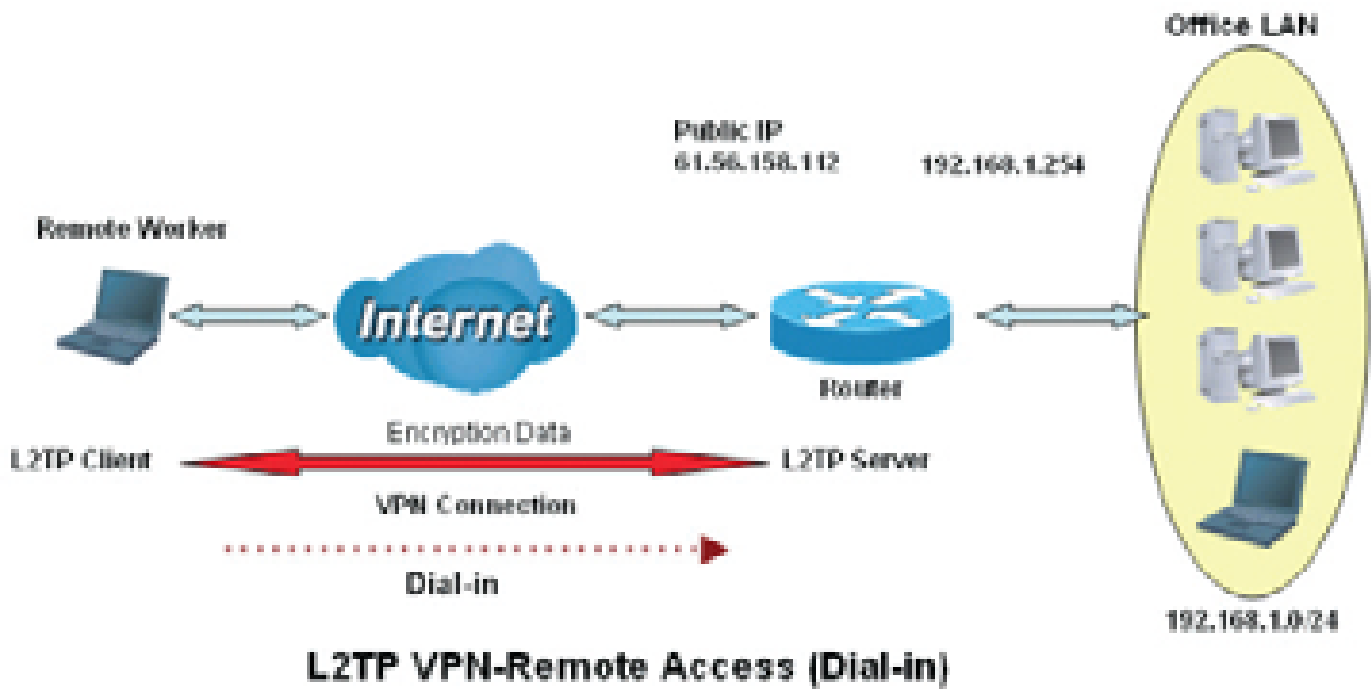 Office LAN
Public IP
61.56.158.112
192.168.1.254
Remote Worker
Internet
Router
Encryption Data
L2TP Client
L2TP Server
VPN Connection
Dial-in
192.168.1.0/24
L2TP VPN-Remote Access (Dial-in)